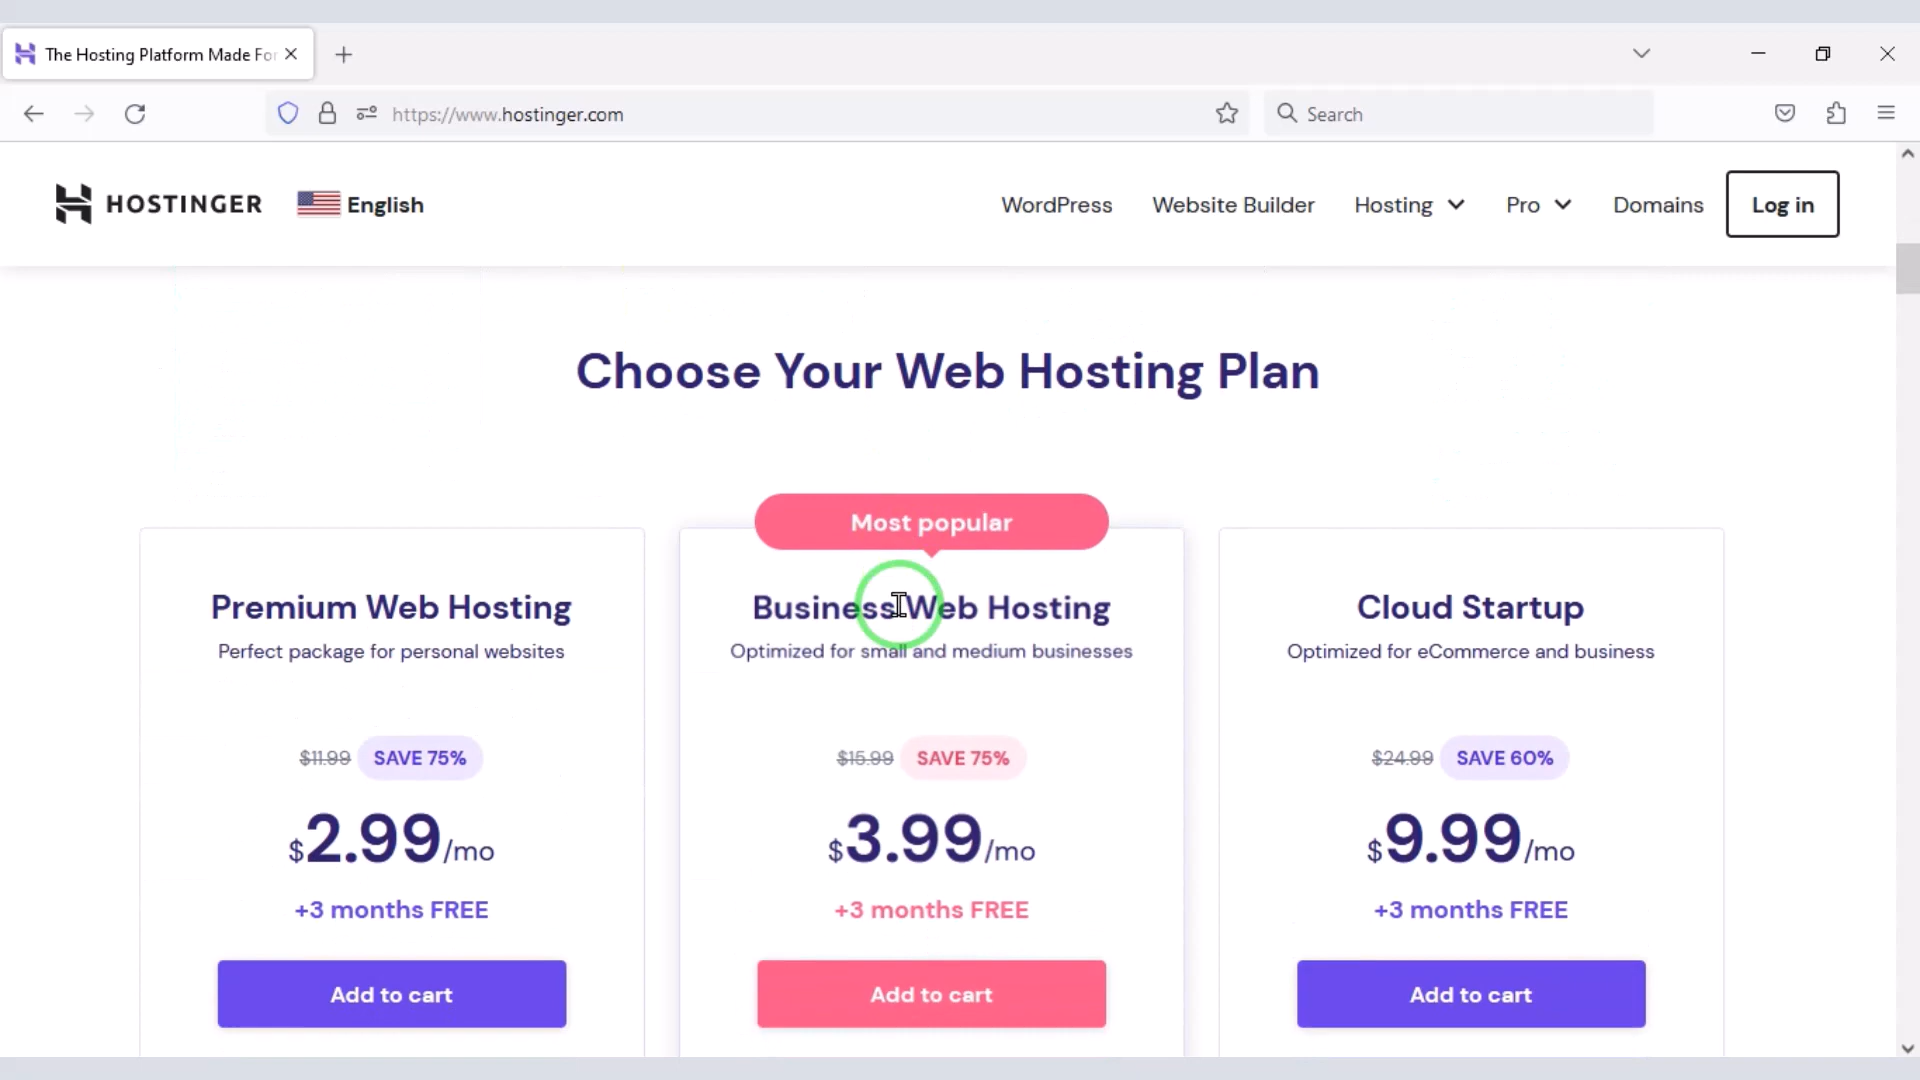 The Hosting Platform Made For
https://www.hostinger.com
Search
HOSTINGER
English
WordPress
Website Builder
Hosting
Pro
Domains
Log in
Choose Your Web Hosting Plan
Most popular
Premium Web Hosting
Perfect package for personal websites
$11.99 SAVE 75%
$2.99/mo
+3 months FREE
Add to cart
Business Web Hosting
Optimized for small and medium businesses
$15.99 SAVE 75%
$3.99/mo
+3 months FREE
Add to cart
Cloud Startup
Optimized for eCommerce and business
$24.99 SAVE 60%
$9.99/mo
+3 months FREE
Add to cart